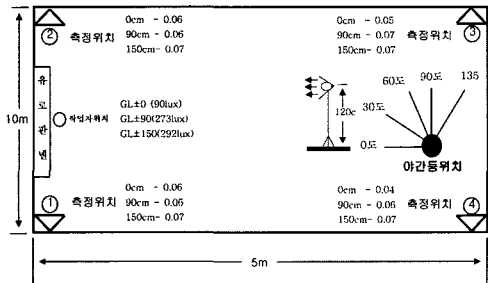 0cm - 0.06
② 측정위치 90cm - 0.06
150cm- 0.07
0cm - 0.05
90cm - 0.07 측정위치 ③
150cm- 0.07
유도판넬
작업자위치
GL±0 (90lux)
GL±90(273lux)
GL±150(292lux)
120c
0도
30도
60도
90도
135
야간등위치
10m
0cm - 0.06
① 측정위치 90cm - 0.06
150cm- 0.07
0cm - 0.04
90cm - 0.06 측정위치 ④
150cm- 0.07
5m